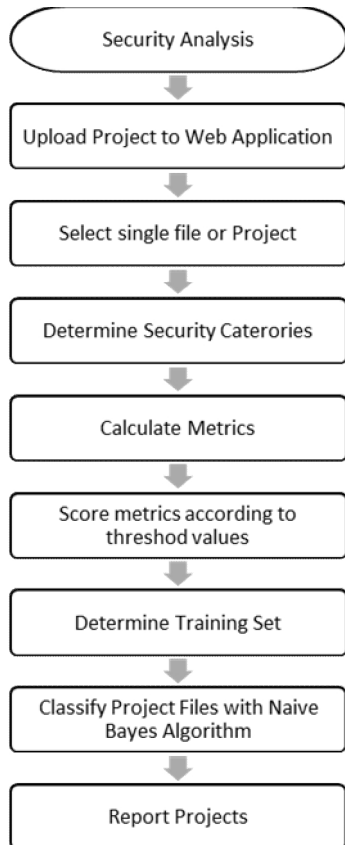 Security Analysis
Upload Project to Web Application
Select single file or Project
Determine Security Caterories
Calculate Metrics
Score metrics according to
threshod values
Determine Training Set
Classify Project Files with Naive
Bayes Algorithm
Report Projects